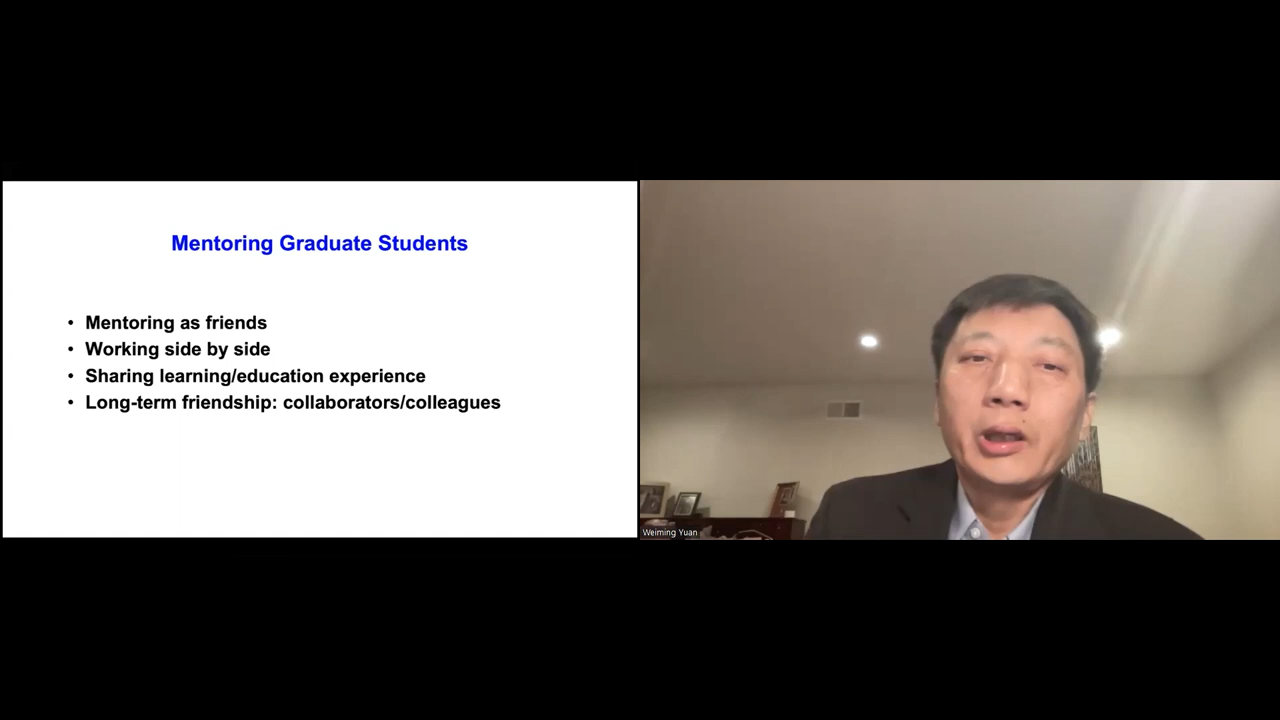 Mentoring Graduate Students
• Mentoring as friends
• Working side by side
• Sharing learning/education experience
• Long-term friendship: collaborators/colleagues
Weiming Yuan